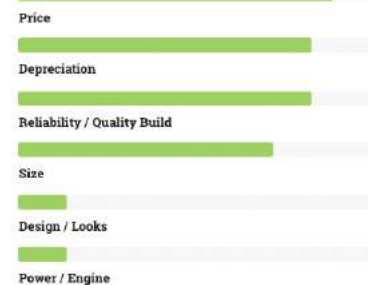 Price
Depreciation
Reliability / Quality Build
Size
Design / Looks
Power / Engine